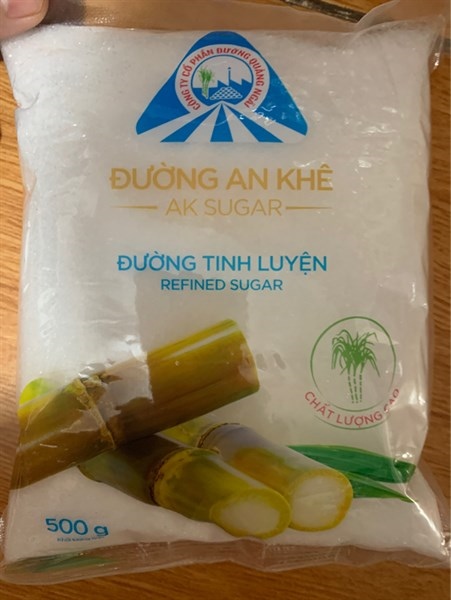 CÔNG TY CỔ PHẦN ĐƯỜNG QUẢNG NGÃI
ĐƯỜNG AN KHÊ
AK SUGAR
ĐƯỜNG TINH LUYỆN
REFINED SUGAR
CHẤT LƯỢNG CAO
500 g